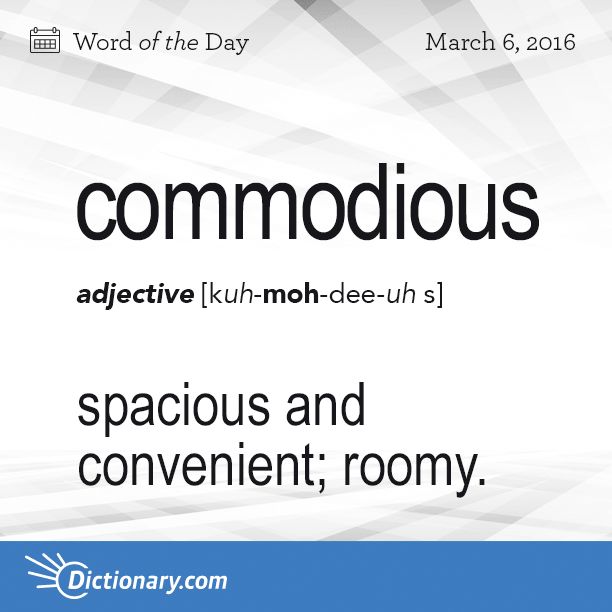 Word of the Day
March 6, 2016
commodious
adjective [kuh-moh-dee-uh s]
spacious and
convenient; roomy.
Dictionary.com